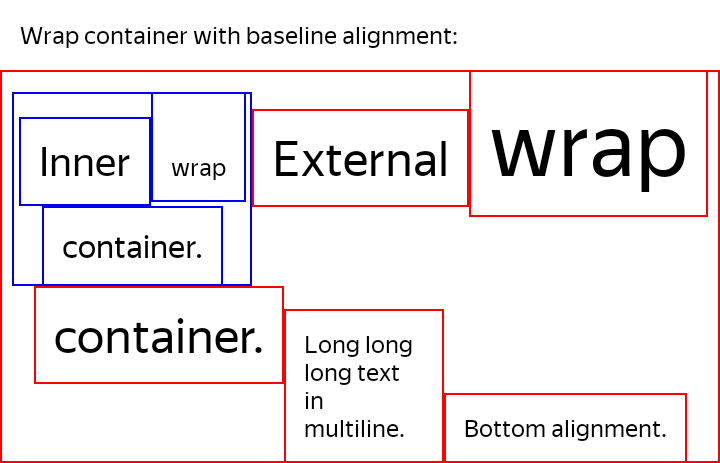 Wrap container with baseline alignment:
Inner wrap External wrap
container.
container.
Long long
long text
in
multiline.
Bottom alignment.